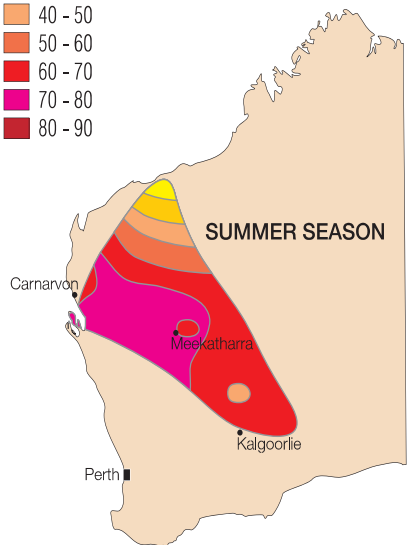 40 - 50
50 - 60
60 - 70
70 - 80
80 - 90
SUMMER SEASON
Carnarvon
Meekatharra
Kalgoorlie
Perth